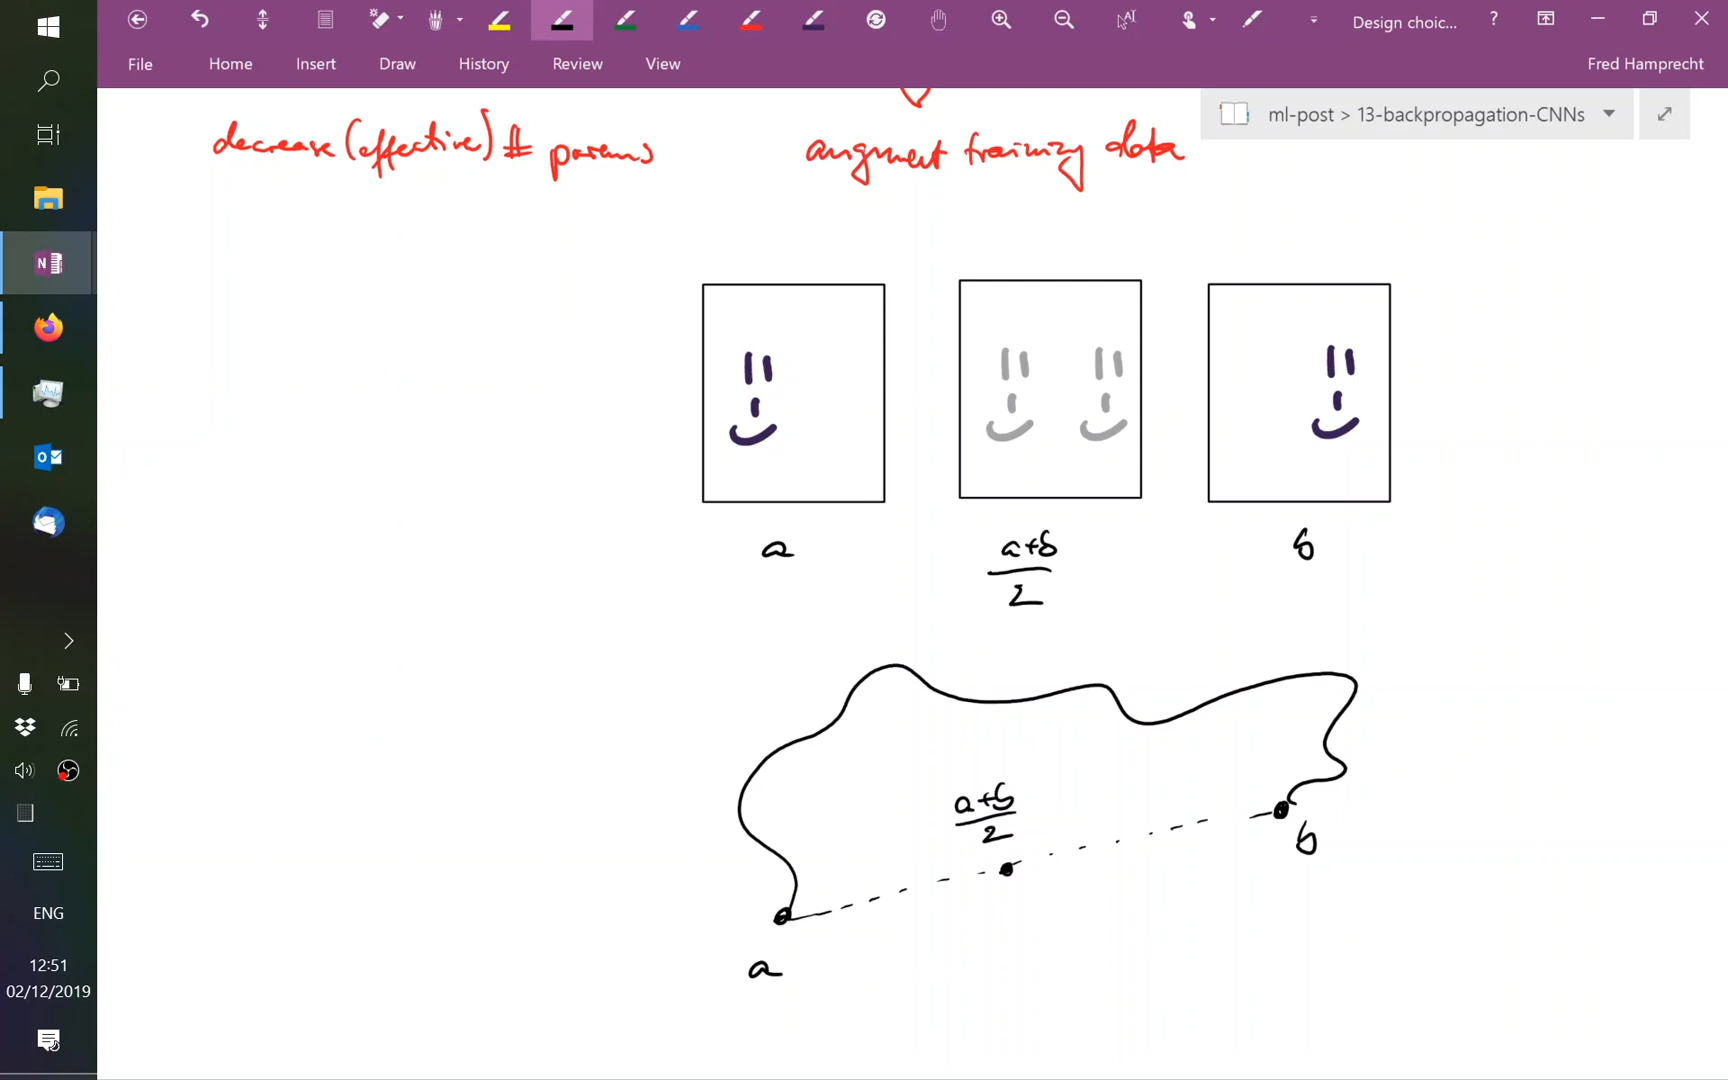 Design choic...
?
File
Home
Insert
Draw
History
Review
View
Fred Hamprecht
ml-post > 13-backpropagation-CNNs
decrease (effective) # params
augment training data
a
a+b
2
b
a+b
2
b
a
ENG
12:51
02/12/2019